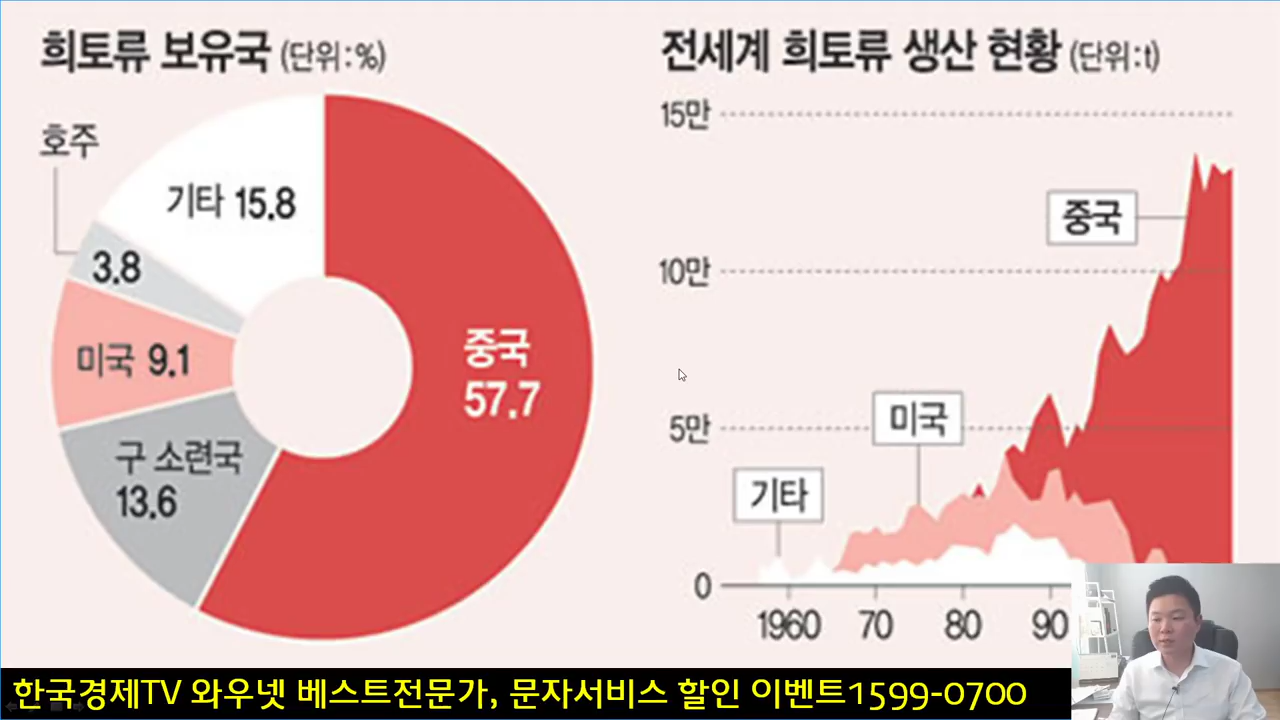 희토류 보유국 (단위:%)
호주
3.8
기타 15.8
미국 9.1
구 소련국
13.6
중국
57.7
전세계 희토류 생산 현황 (단위:t)
15만
10만
5만
0
중국
미국
기타
1960 70 80 90
한국경제TV 와우넷 베스트전문가, 문자서비스 할인 이벤트1599-0700